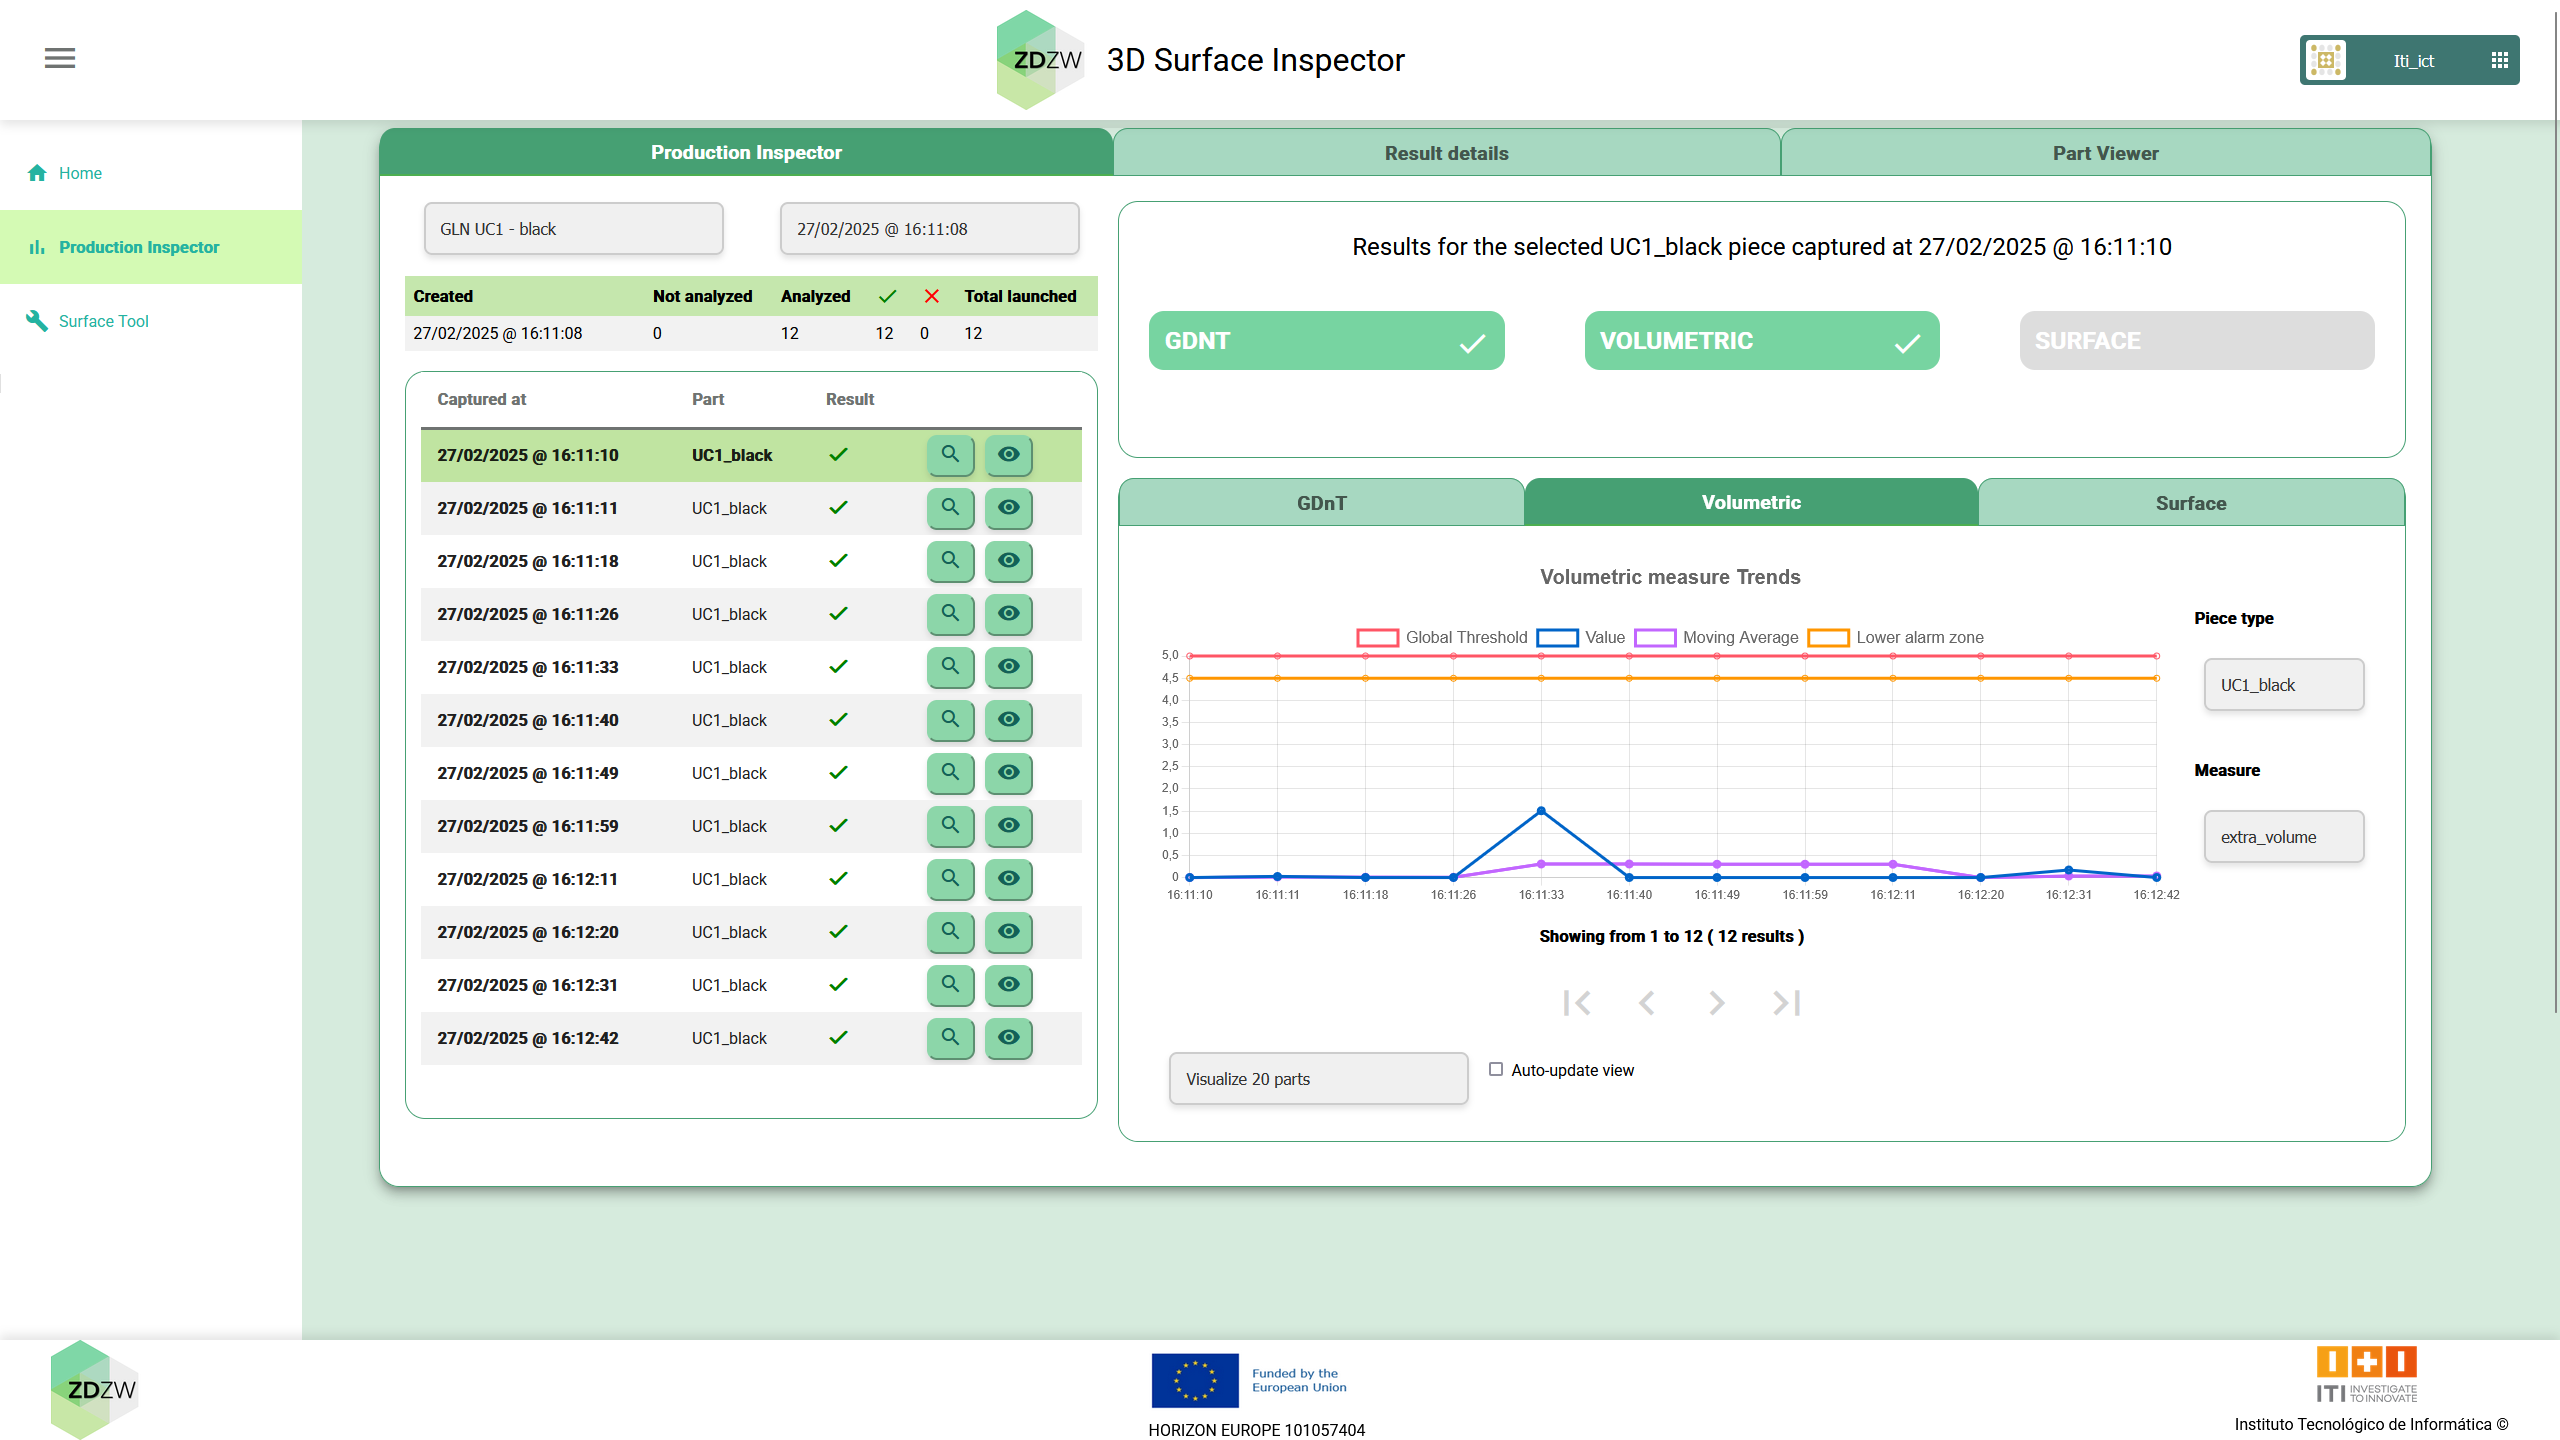 ZDZW 3D Surface Inspector
Iti_ict
Home
Production Inspector
Surface Tool
Production Inspector Result details Part Viewer
GLN UC1 - black 27/02/2025 @ 16:11:08
Created Not analyzed Analyzed Total launched
27/02/2025 @ 16:11:08 0 12 12 0 12
Captured at Part Result
27/02/2025 @ 16:11:10 UC1_black
27/02/2025 @ 16:11:11 UC1_black
27/02/2025 @ 16:11:18 UC1_black
27/02/2025 @ 16:11:26 UC1_black
27/02/2025 @ 16:11:33 UC1_black
27/02/2025 @ 16:11:40 UC1_black
27/02/2025 @ 16:11:49 UC1_black
27/02/2025 @ 16:11:59 UC1_black
27/02/2025 @ 16:12:11 UC1_black
27/02/2025 @ 16:12:20 UC1_black
27/02/2025 @ 16:12:31 UC1_black
27/02/2025 @ 16:12:42 UC1_black
Results for the selected UC1_black piece captured at 27/02/2025 @ 16:11:10
GDNT VOLUMETRIC SURFACE
GDnT Volumetric Surface
Volumetric measure Trends
Global Threshold Value Moving Average Lower alarm zone
5,0
4,5
4,0
3,5
3,0
2,5
2,0
1,5
1,0
0,5
0
16:11:10 16:11:11 16:11:18 16:11:26 16:11:33 16:11:40 16:11:49 16:11:59 16:12:11 16:12:20 16:12:31 16:12:42
Piece type
UC1_black
Measure
extra_volume
Showing from 1 to 12 ( 12 results )
Visualize 20 parts
Auto-update view
ZDZW
Funded by the
European Union
HORIZON EUROPE 101057404
ITI INVESTIGATE
TO INNOVATE
Instituto Tecnológico de Informática ©